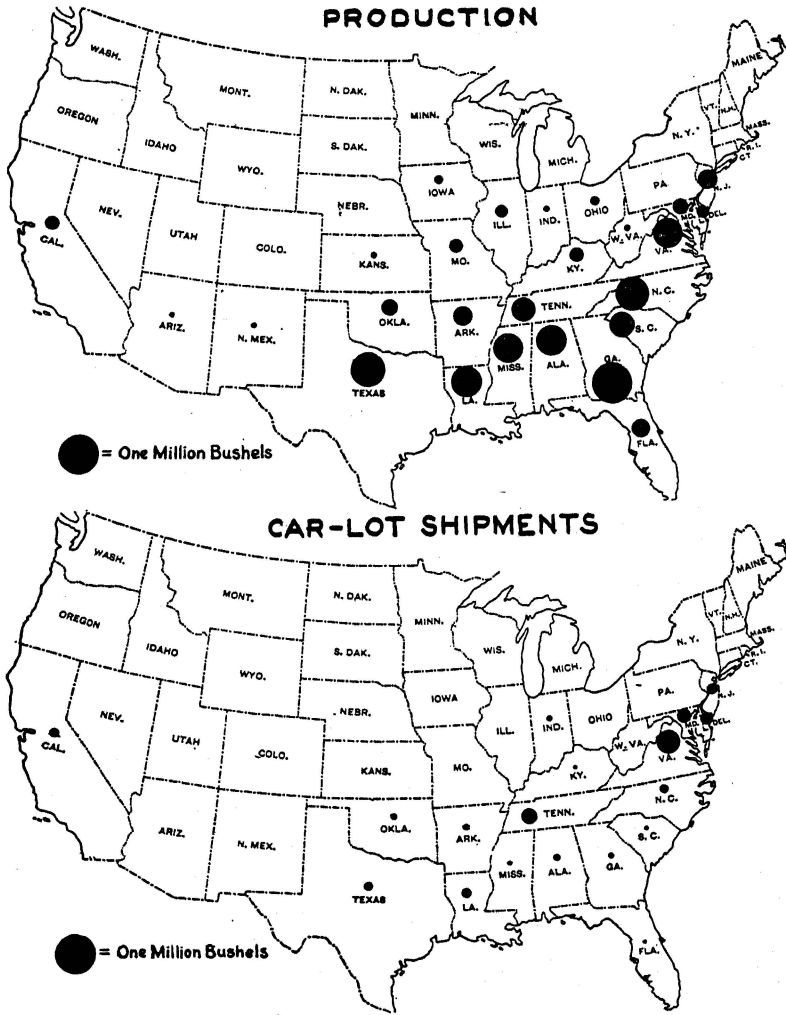 PRODUCTION
WASH.
MONT.
N. DAK.
MINN.
MAINE
OREGON
IDAHO
WYO.
S. DAK.
WIS.
MICH.
N.Y.
VT.
N.H.
MASS.
R.I.
CT.
NEV.
UTAH
COLO.
NEBR.
IOWA
ILL.
IND.
OHIO
PA.
N.J.
MD.
DEL.
CAL.
KANS.
MO.
KY.
W. VA.
VA.
ARIZ.
N. MEX.
OKLA.
ARK.
TENN.
N.C.
S.C.
TEXAS
LA.
MISS.
ALA.
GA.
FLA.
= One Million Bushels
CAR-LOT SHIPMENTS
WASH.
MONT.
N. DAK.
MINN.
MAINE
OREGON
IDAHO
WYO.
S. DAK.
WIS.
MICH.
N.Y.
VT.
N.H.
MASS.
R.I.
CT.
NEV.
UTAH
COLO.
NEBR.
IOWA
ILL.
IND.
OHIO
PA.
N.J.
MD.
DEL.
CAL.
KANS.
MO.
KY.
W. VA.
VA.
ARIZ.
N. MEX.
OKLA.
ARK.
TENN.
N.C.
S.C.
TEXAS
LA.
MISS.
ALA.
GA.
FLA.
= One Million Bushels